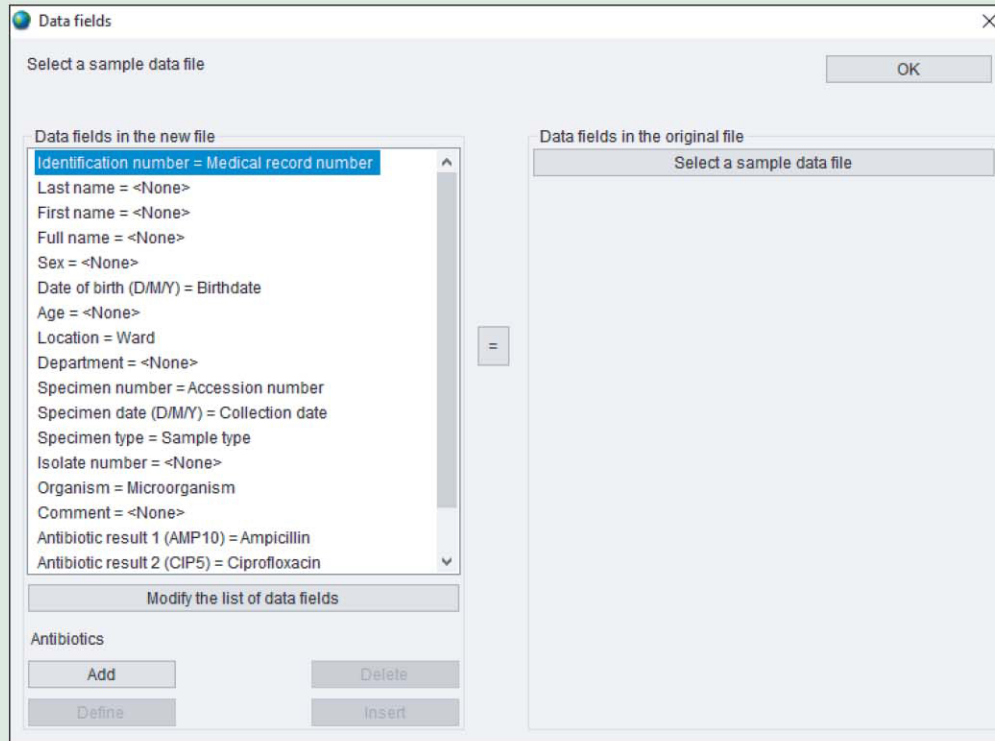 Data fields
Select a sample data file
OK
Data fields in the new file
Identification number = Medical record number
Last name = <None>
First name = <None>
Full name = <None>
Sex = <None>
Date of birth (D/M/Y) = Birthdate
Age = <None>
Location = Ward
Department = <None>
Specimen number = Accession number
Specimen date (D/M/Y) = Collection date
Specimen type = Sample type
Isolate number = <None>
Organism = Microorganism
Comment = <None>
Antibiotic result 1 (AMP10) = Ampicillin
Antibiotic result 2 (CIP5) = Ciprofloxacin
Modify the list of data fields
Antibiotics
Add
Delete
Define
Insert
=
Data fields in the original file
Select a sample data file